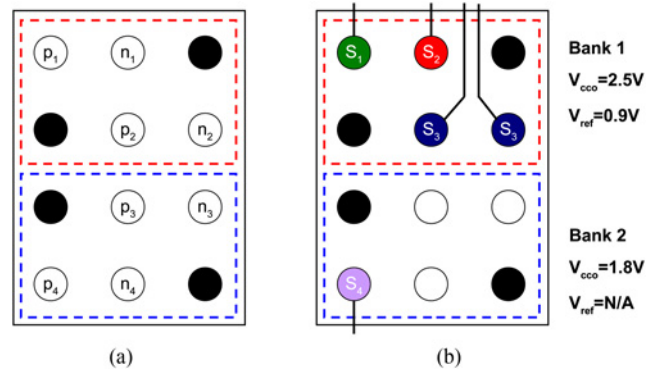 p1 n1
p2 n2
p3 n3
p4 n4
(a)
S1 S2
S3 S3
S4
(b)
Bank 1
Vcco=2.5V
Vref=0.9V
Bank 2
Vcco=1.8V
Vref=N/A